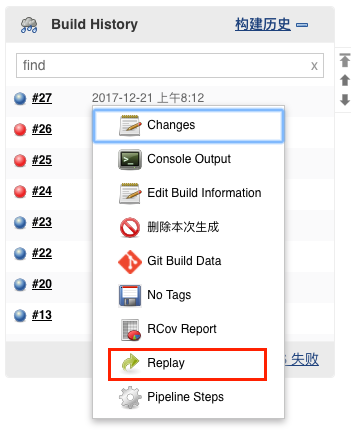 Build History 构建历史
find x
#27 2017-12-21 上午8:12
#26
#25
#24
#23
#22
#20
#13
Changes
Console Output
Edit Build Information
删除本次生成
Git Build Data
No Tags
RCov Report
Replay
Pipeline Steps
失败